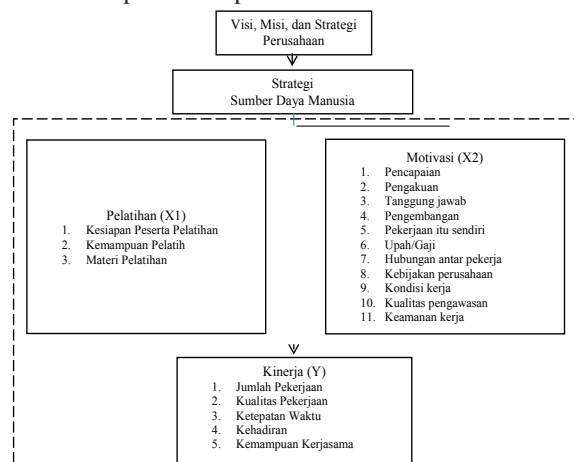 Visi, Misi, dan Strategi
Perusahaan
Strategi
Sumber Daya Manusia
Pelatihan (X1)
1. Kesiapan Peserta Pelatihan
2. Kemampuan Pelatih
3. Materi Pelatihan
Motivasi (X2)
1. Pencapaian
2. Pengakuan
3. Tanggung jawab
4. Pengembangan
5. Pekerjaan itu sendiri
6. Upah/Gaji
7. Hubungan antar pekerja
8. Kebijakan perusahaan
9. Kondisi kerja
10. Kualitas pengawasan
11. Keamanan kerja
Kinerja (Y)
1. Jumlah Pekerjaan
2. Kualitas Pekerjaan
3. Ketepatan Waktu
4. Kehadiran
5. Kemampuan Kerjasama